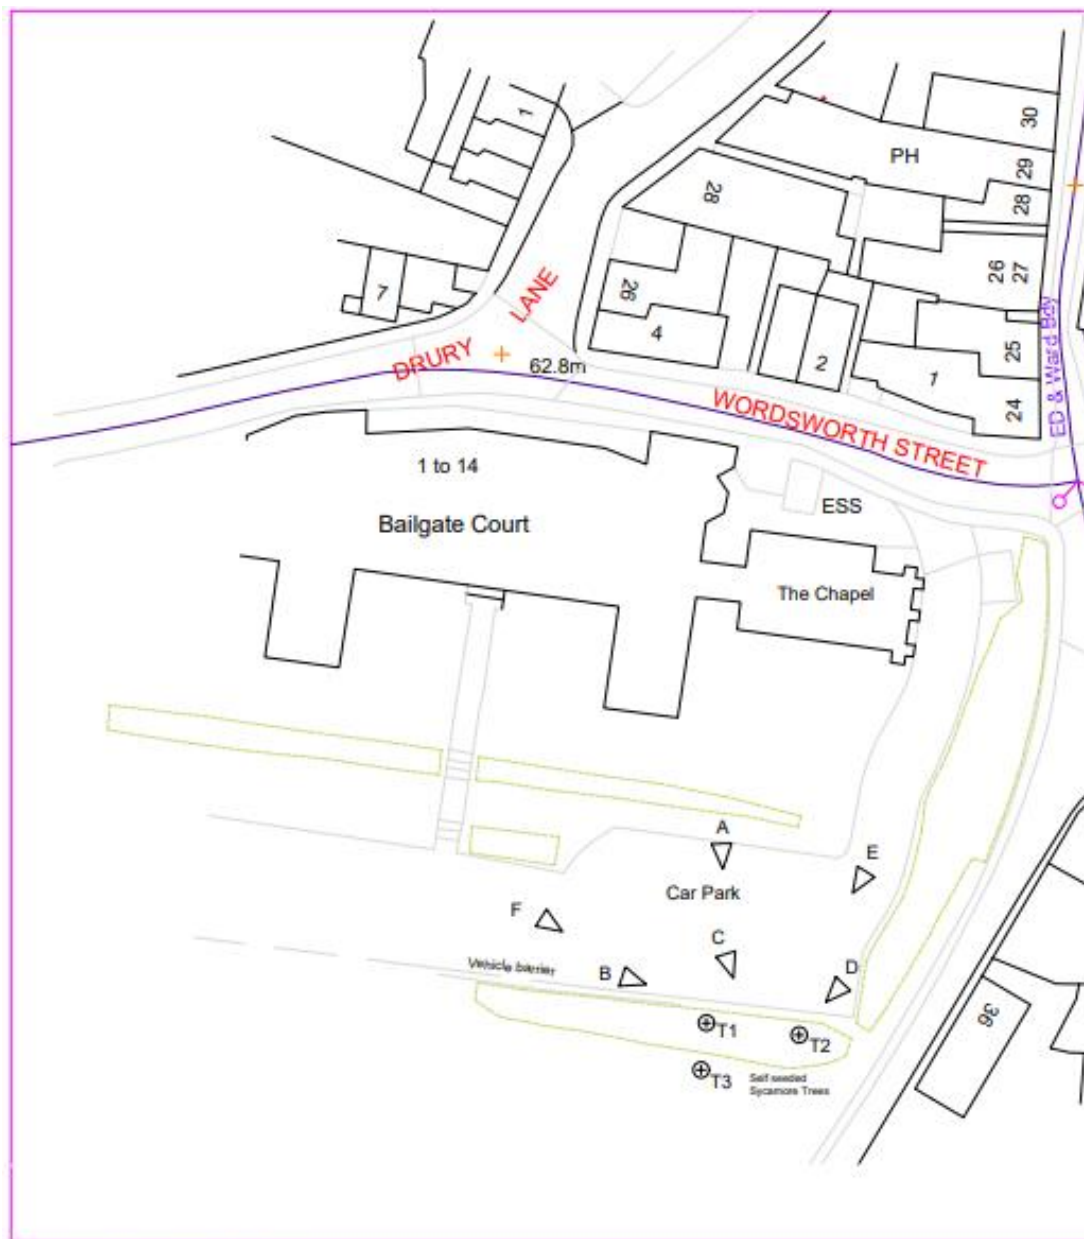 1
30
PH
29
28
28
7
26
26
27
LANE
4
2
1
25
DRURY
62.8m
24
ED & Ward Bdy
WORDSWORTH STREET
1 to 14
Bailgate Court
ESS
The Chapel
A
E
Car Park
F
C
Vehicle barrier
B
D
36
T1
T2
T3
Self seeded
Sycamore Trees